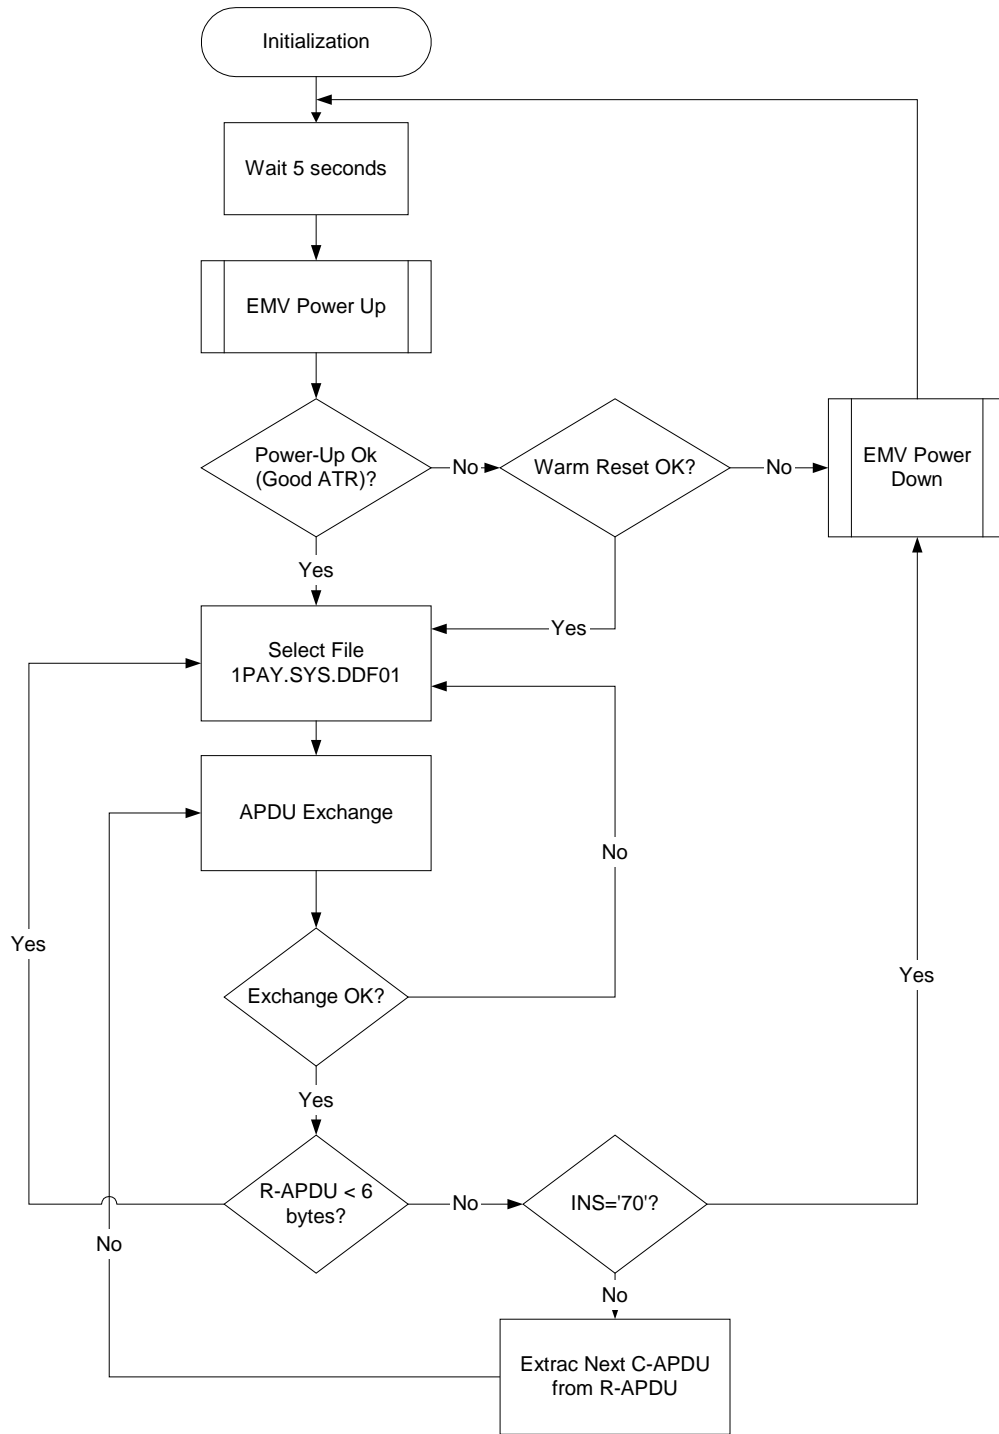 Initialization
Wait 5 seconds
EMV Power Up
Power-Up Ok
(Good ATR)?
No
Warm Reset OK?
No
EMV Power
Down
Yes
Yes
Select File
1PAY.SYS.DDF01
APDU Exchange
No
Yes
Exchange OK?
Yes
Yes
R-APDU < 6
bytes?
No
INS='70'?
No
No
Extrac Next C-APDU
from R-APDU